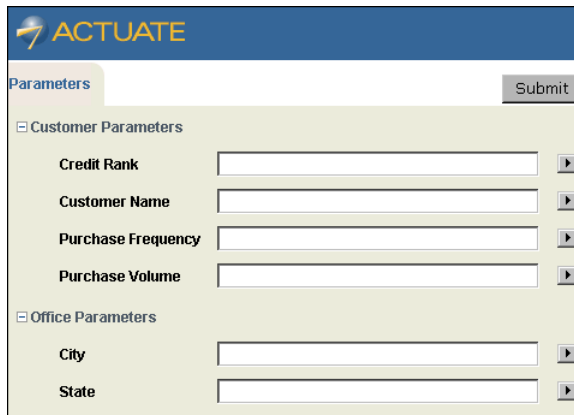 ACTUATE
Parameters
Submit
Customer Parameters
Credit Rank
Customer Name
Purchase Frequency
Purchase Volume
Office Parameters
City
State